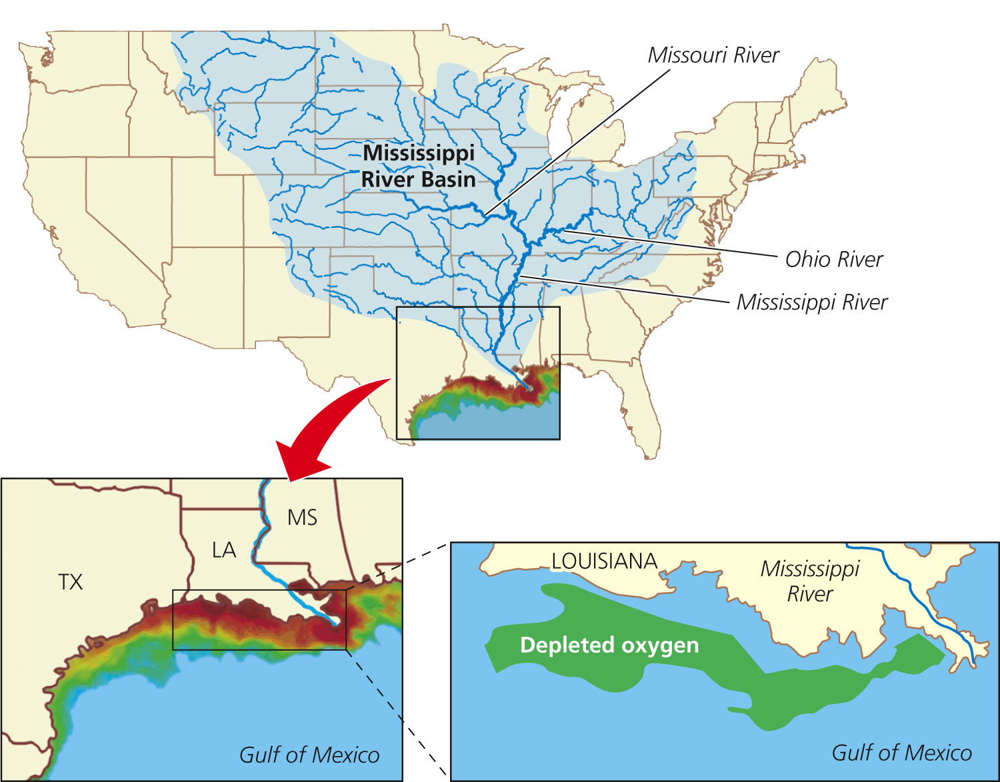 Missouri River
Mississippi
River Basin
Ohio River
Mississippi River
MS
LA
TX
Gulf of Mexico
LOUISIANA
Mississippi
River
Depleted oxygen
Gulf of Mexico